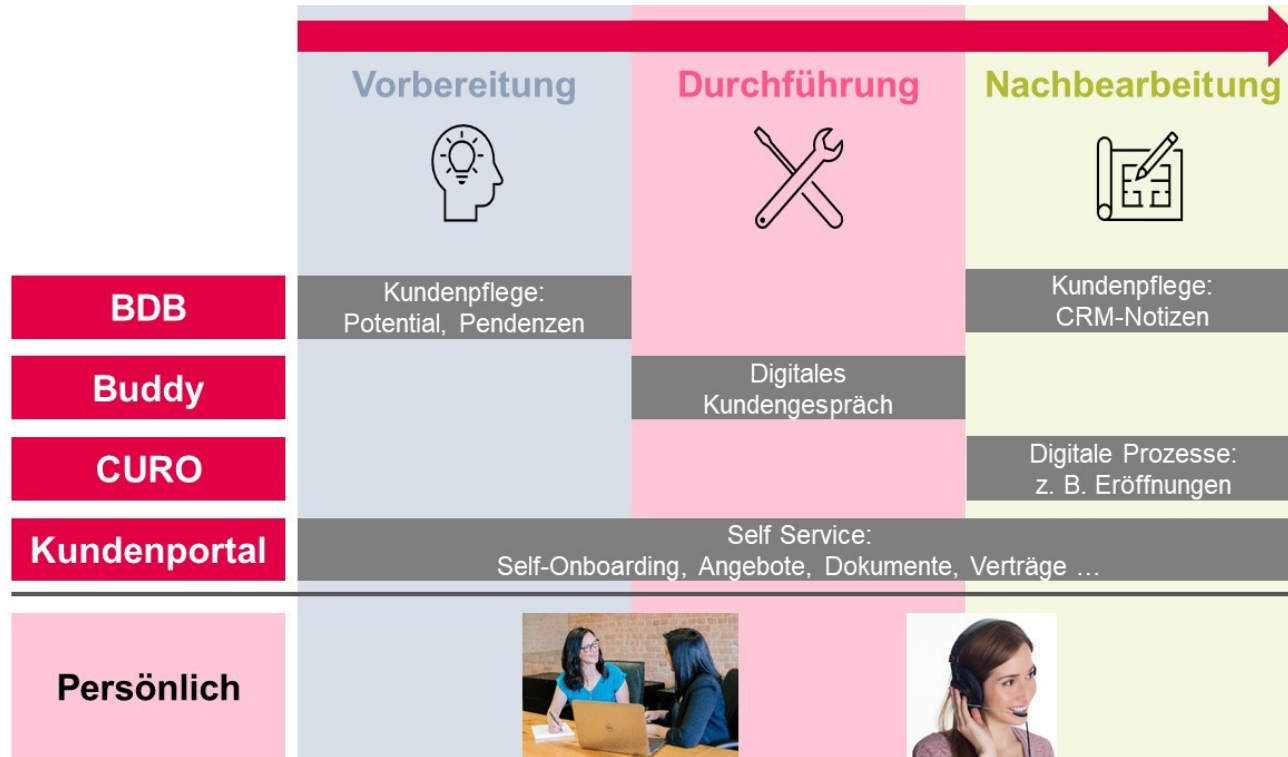 Vorbereitung
Durchführung
Nachbearbeitung
BDB
Kundenpflege:
Potential, Pendenzen
Kundenpflege:
CRM-Notizen
Buddy
Digitales
Kundengespräch
CURO
Digitale Prozesse:
z. B. Eröffnungen
Kundenportal
Self Service:
Self-Onboarding, Angebote, Dokumente, Verträge ...
Persönlich